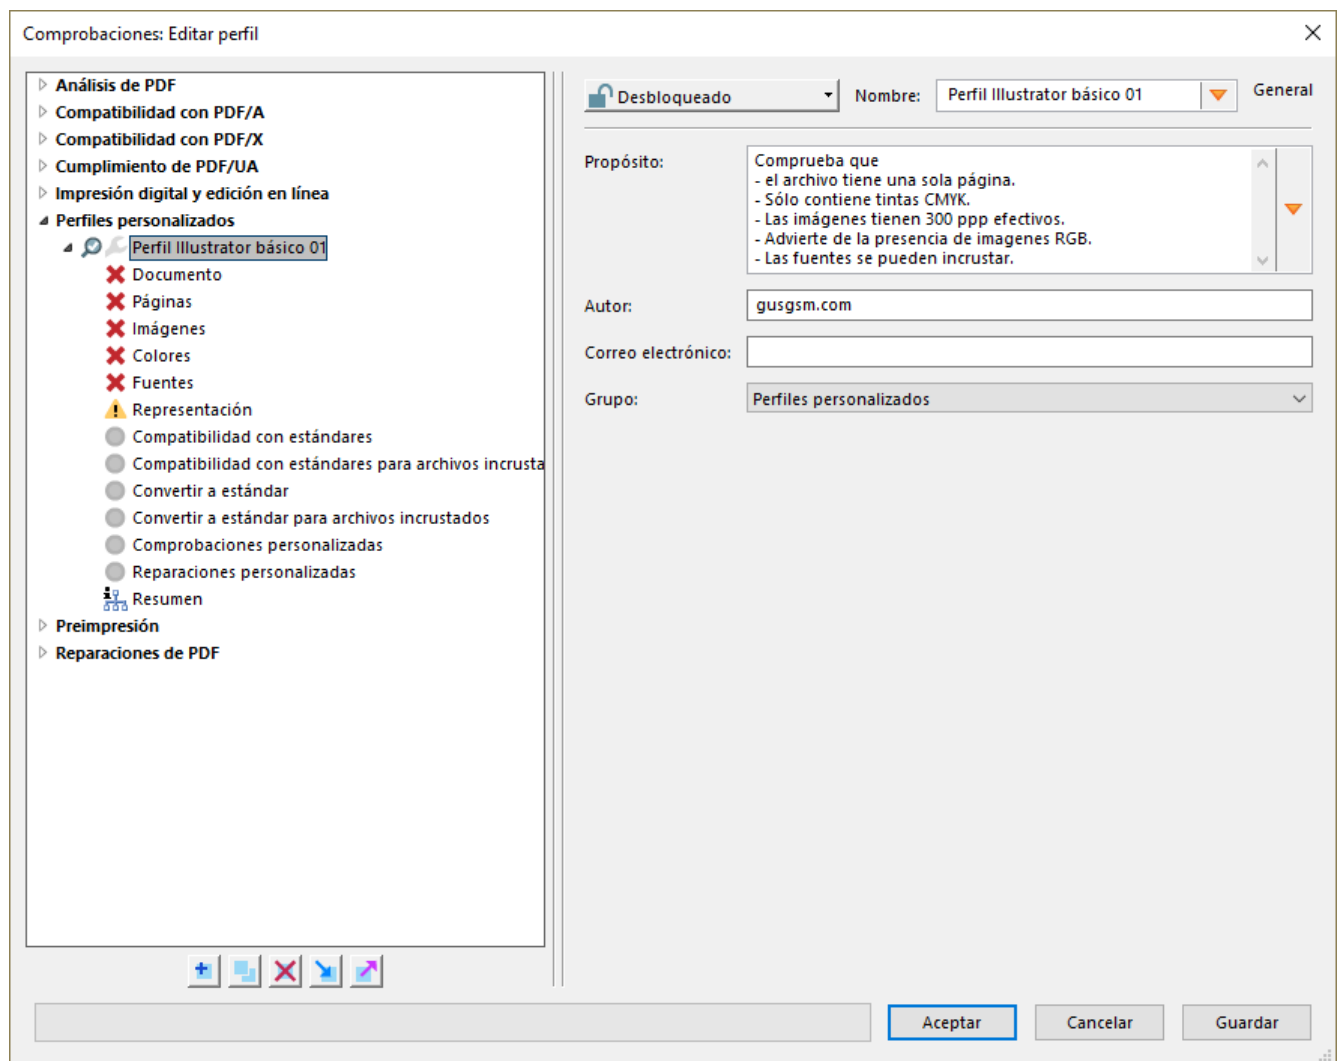 Comprobaciones: Editar perfil
Análisis de PDF
Compatibilidad con PDF/A
Compatibilidad con PDF/X
Cumplimiento de PDF/UA
Impresión digital y edición en línea
Perfiles personalizados
Perfil Illustrator básico 01
Documento
Páginas
Imágenes
Colores
Fuentes
Representación
Compatibilidad con estándares
Compatibilidad con estándares para archivos incrusta
Convertir a estándar
Convertir a estándar para archivos incrustados
Comprobaciones personalizadas
Reparaciones personalizadas
Resumen
Preimpresión
Reparaciones de PDF
Desbloqueado
Nombre: Perfil Illustrator básico 01
General
Propósito:
Comprueba que
- el archivo tiene una sola página.
- Sólo contiene tintas CMYK.
- Las imágenes tienen 300 ppp efectivos.
- Advierte de la presencia de imagenes RGB.
- Las fuentes se pueden incrustar.
Autor: gusgsm.com
Correo electrónico:
Grupo: Perfiles personalizados
Aceptar
Cancelar
Guardar